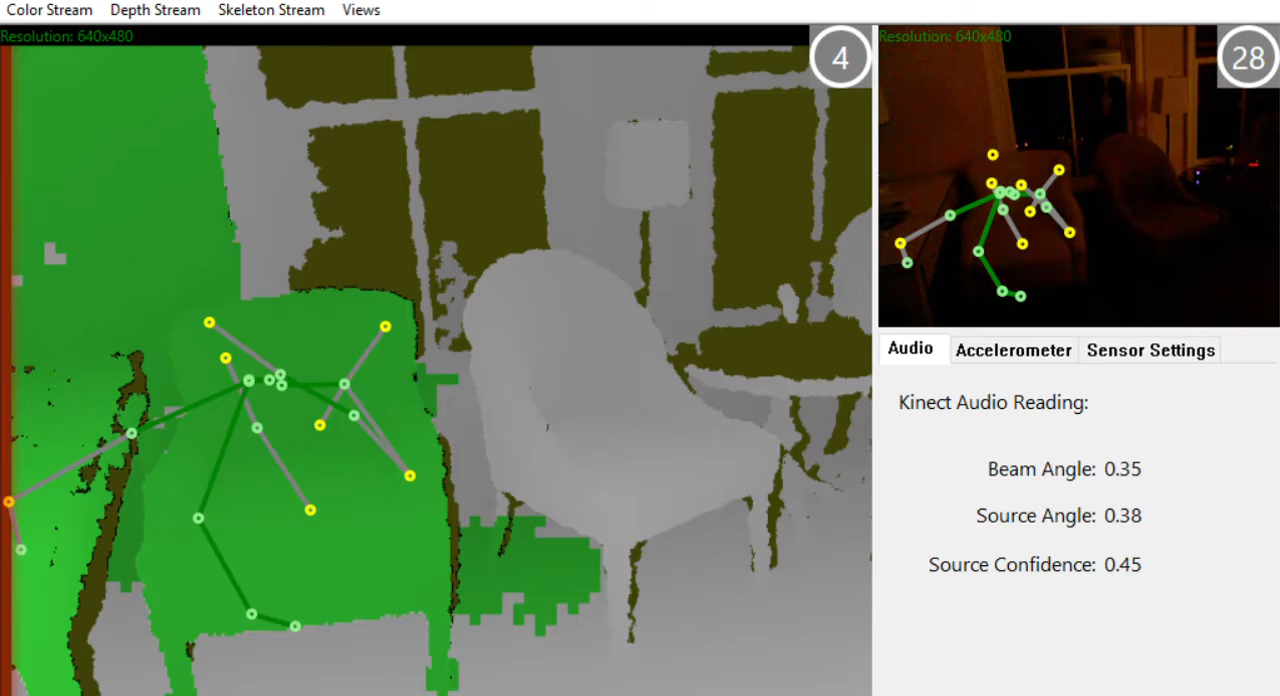 Color Stream Depth Stream Skeleton Stream Views
Resolution: 640x480
4
Resolution: 640x480
28
Audio Accelerometer Sensor Settings
Kinect Audio Reading:
Beam Angle: 0.35
Source Angle: 0.38
Source Confidence: 0.45